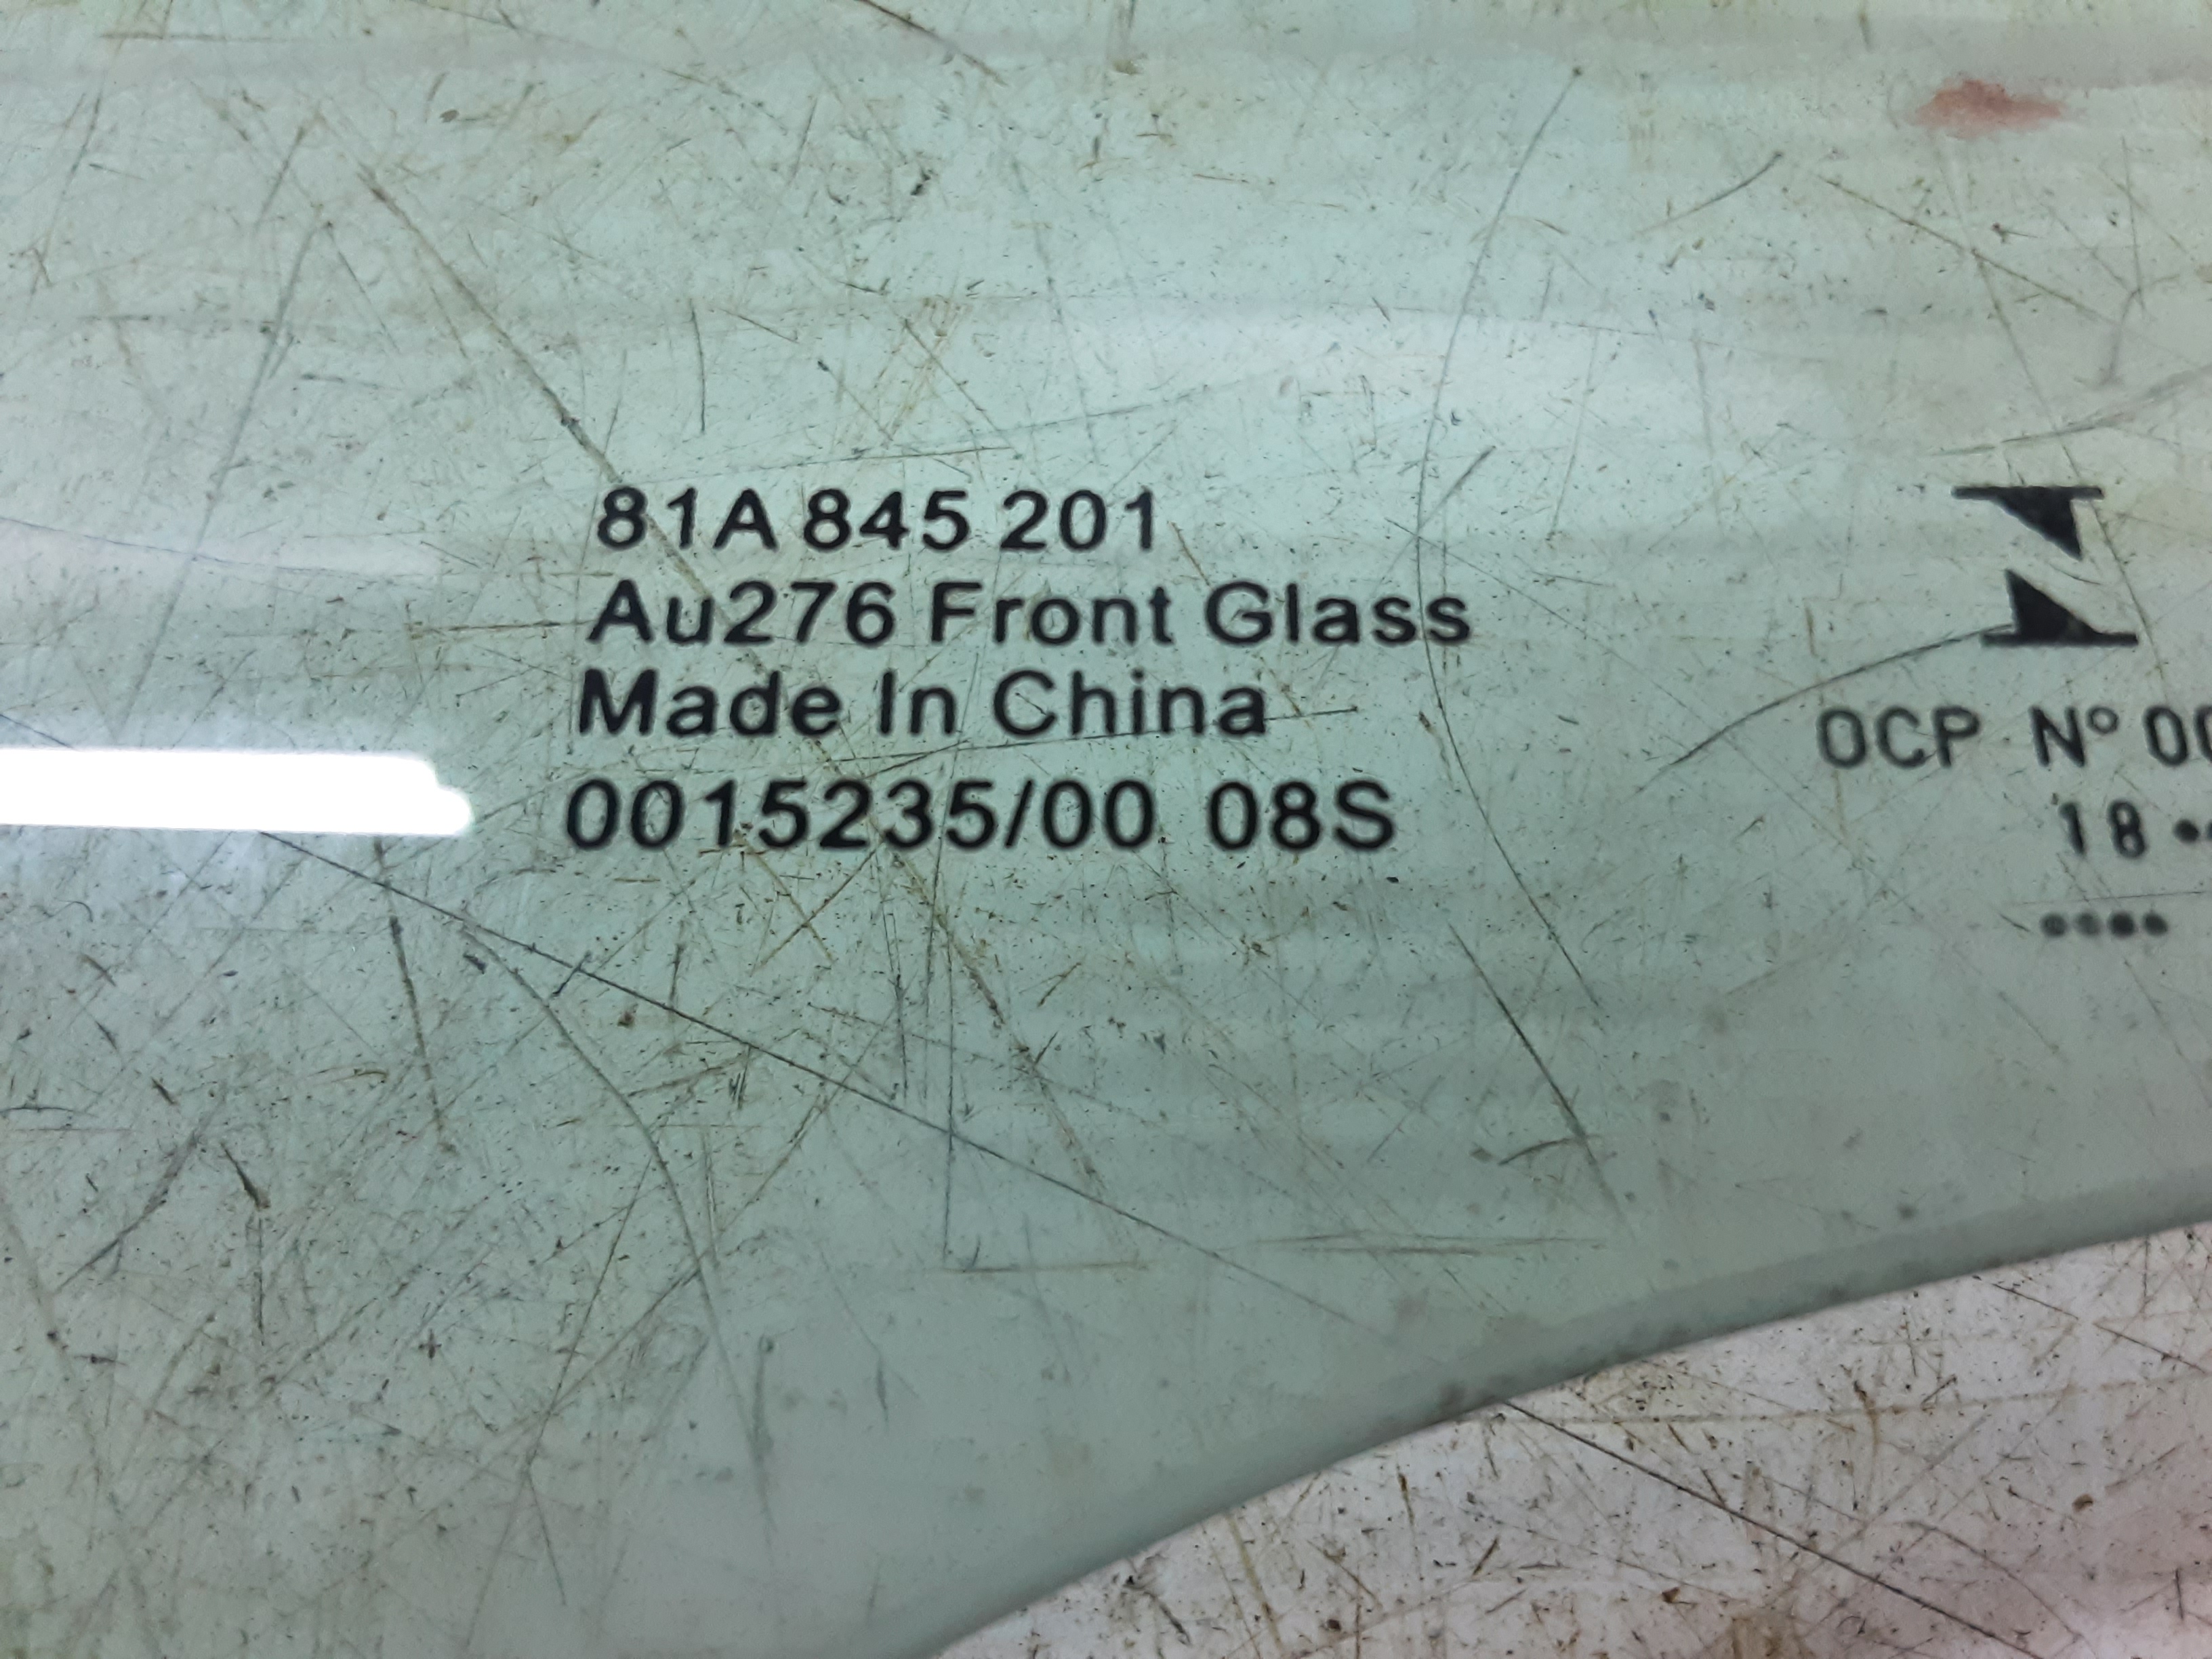 81A 845 201
Au276 Front Glass
Made In China
0015235/00 08S
OCP Nº 00
18 •
••••